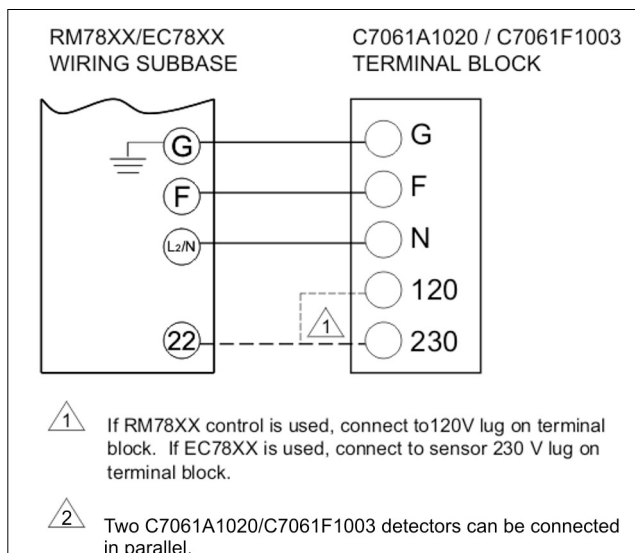 RM78XX/EC78XX
WIRING SUBBASE
C7061A1020 / C7061F1003
TERMINAL BLOCK
G
G
F
F
L2/N
N
120
1
22
230
1
If RM78XX control is used, connect to120V lug on terminal
block. If EC78XX is used, connect to sensor 230 V lug on
terminal block.
2
Two C7061A1020/C7061F1003 detectors can be connected
in parallel.